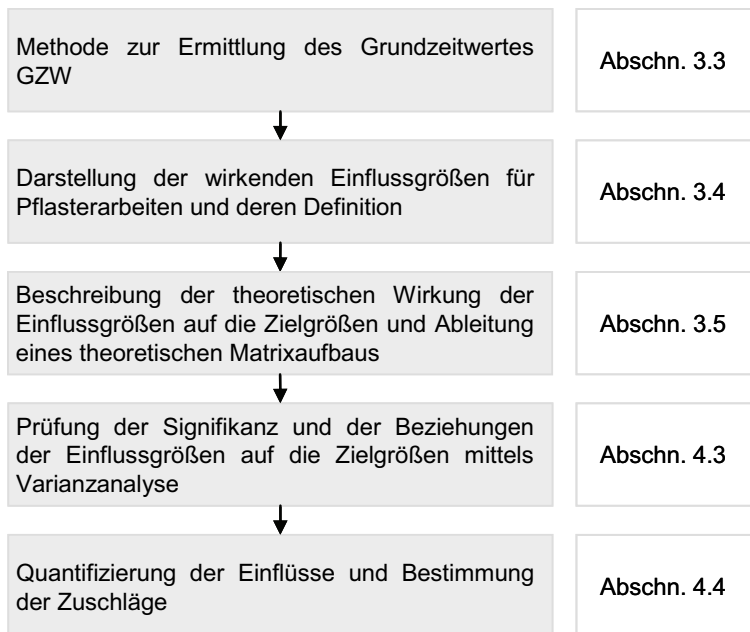 Methode zur Ermittlung des Grundzeitwertes
GZW
Abschn. 3.3
Darstellung der wirkenden Einflussgrößen für
Pflasterarbeiten und deren Definition
Abschn. 3.4
Beschreibung der theoretischen Wirkung der
Einflussgrößen auf die Zielgrößen und Ableitung
eines theoretischen Matrixaufbaus
Abschn. 3.5
Prüfung der Signifikanz und der Beziehungen
der Einflussgrößen auf die Zielgrößen mittels
Varianzanalyse
Abschn. 4.3
Quantifizierung der Einflüsse und Bestimmung
der Zuschläge
Abschn. 4.4